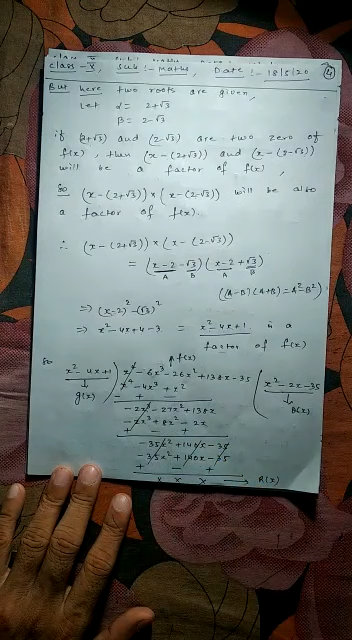 class - X, Sub :- maths, Date :- 18/5/20 (4)
But here two roots are given,
Let α = 2+√3
β = 2-√3
if (2+√3) and (2-√3) are two zero of
f(x), then (x-(2+√3)) and (x-(2-√3))
will be a factor of f(x),
So (x-(2+√3)) × (x-(2-√3)) will be also
a factor of f(x).
∴ (x-(2+√3)) × (x-(2-√3))
= (x-2-√3)(x-2+√3)
A B A B
((A-B)(A+B) = A²-B²)
⇒ (x-2)² - (√3)²
⇒ x²-4x+4-3 = x²-4x+1 is a
factor of f(x)
So ↑f(x)
x²-4x+1 ) x⁴-6x³-26x²+138x-35 ( x²-2x-35
g(x) x⁴-4x³+x²
- + -
-2x³-27x²+138x
-2x³+8x²-2x
+ - +
-35x²+140x-35
-35x²+140x-35
+ - +
x x x → R(x)